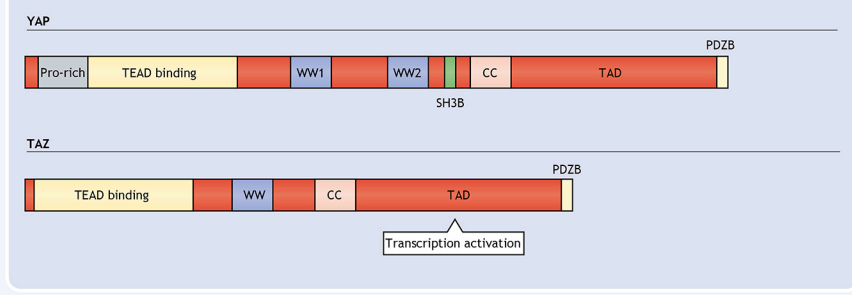 YAP
PDZB
Pro-rich TEAD binding WW1 WW2 CC TAD
SH3B
TAZ
PDZB
TEAD binding WW CC TAD
Transcription activation